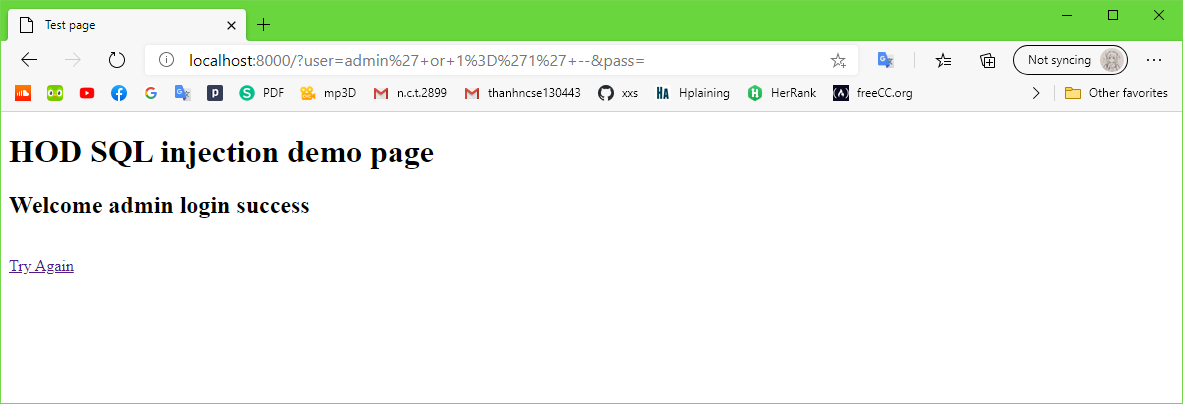 Test page
localhost:8000/?user=admin%27+or+1%3D%271%27+--&pass=
Not syncing
PDF mp3D n.c.t.2899 thanhncse130443 xxs HA Hplaining HerRank freeCC.org Other favorites
HOD SQL injection demo page
Welcome admin login success
Try Again